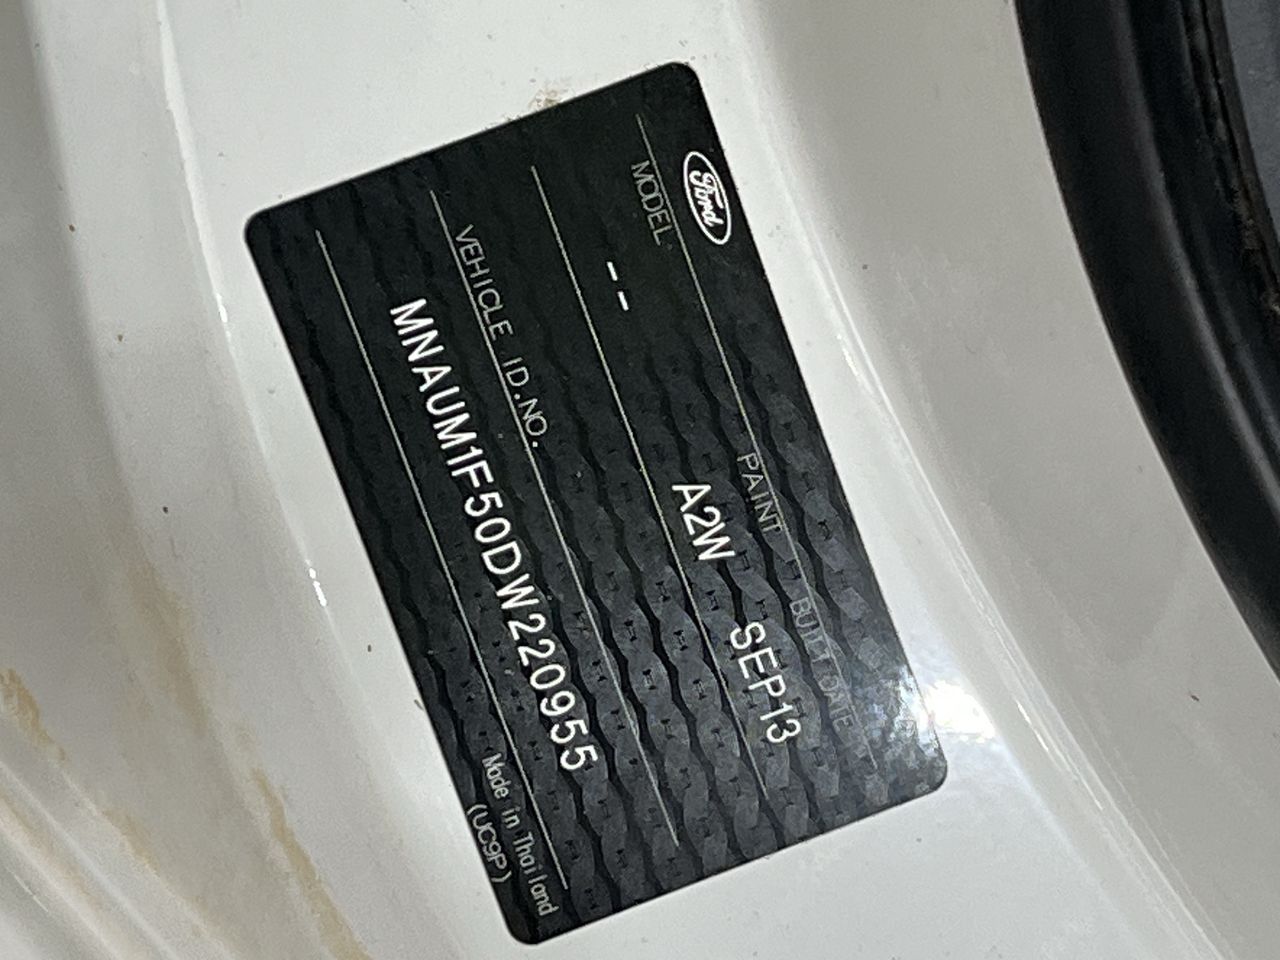 Ford
MODEL PAINT BUILT DATE
-- A2W SEP13
VEHICLE ID.NO.
MNAUM1F50DW220955
Made in Thailand
(UC9P)